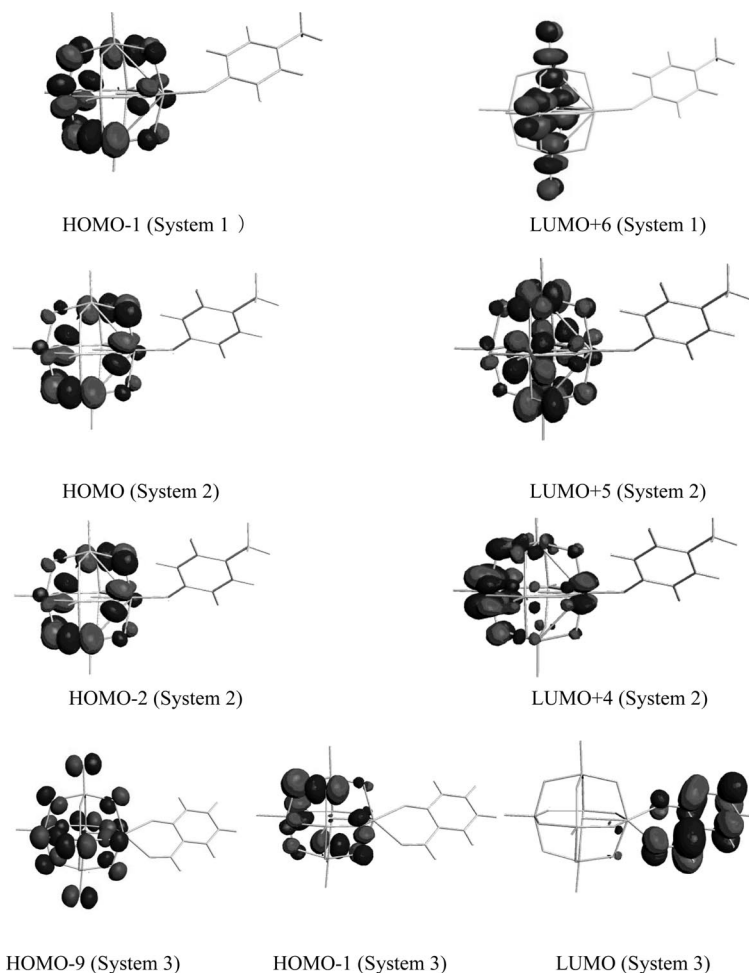 HOMO-1 (System 1 ）
LUMO+6 (System 1)
HOMO (System 2)
LUMO+5 (System 2)
HOMO-2 (System 2)
LUMO+4 (System 2)
HOMO-9 (System 3)
HOMO-1 (System 3)
LUMO (System 3)